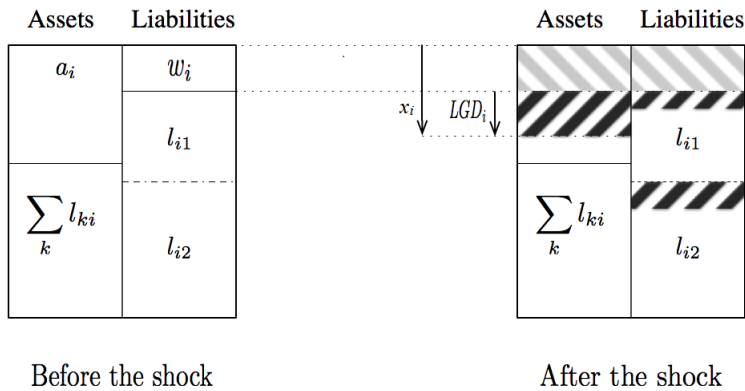 Assets Liabilities
a_i w_i
l_{i1}
∑_k l_{ki}
l_{i2}
Before the shock
x_i LGD_i
Assets Liabilities
l_{i1}
∑_k l_{ki}
l_{i2}
After the shock